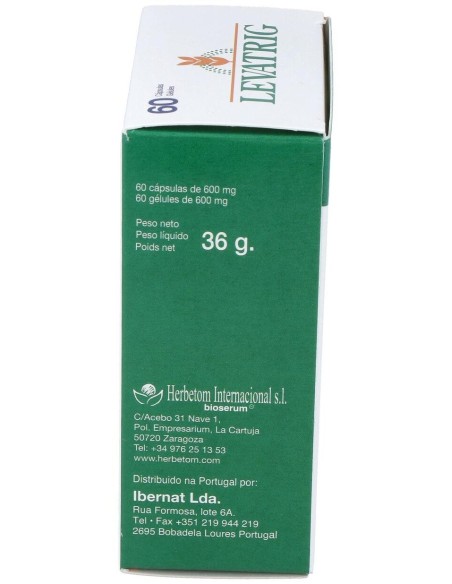 LEVATRIG
60 Cápsulas
Gélules
60 cápsulas de 600 mg
60 gélules de 600 mg
Peso neto
Peso líquido
Poids net
36 g.
Herbetom Internacional s.l.
bioserum
C/Acebo 31 Nave 1,
Pol. Empresarium, La Cartuja
50720 Zaragoza
Tel: +34 976 25 13 53
www.herbetom.com
Distribuido na Portugal por:
Ibernat Lda.
Rua Formosa, lote 6A.
Tel • Fax +351 219 944 219
2695 Bobadela Loures Portugal